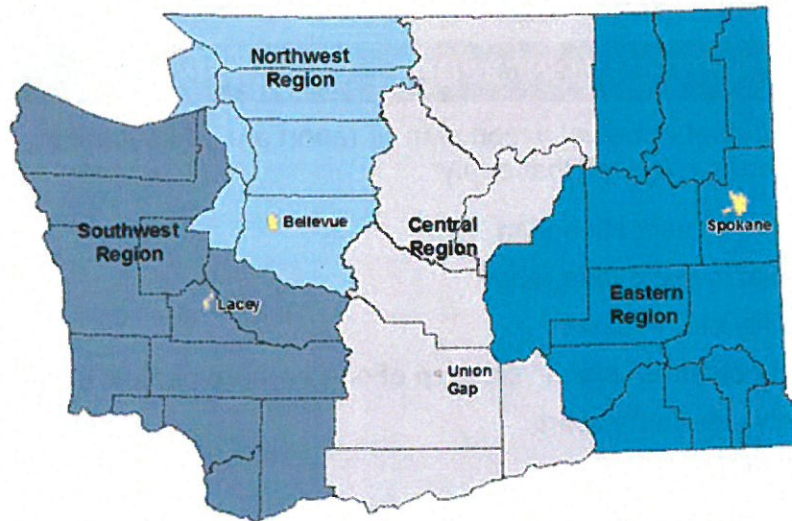 Northwest
Region
Bellevue
Southwest
Region
Lacey
Central
Region
Union
Gap
Spokane
Eastern
Region